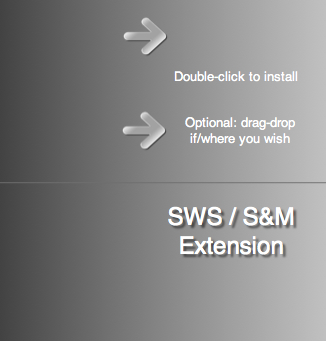 Double-click to install
Optional: drag-drop
if/where you wish
SWS / S&M
Extension